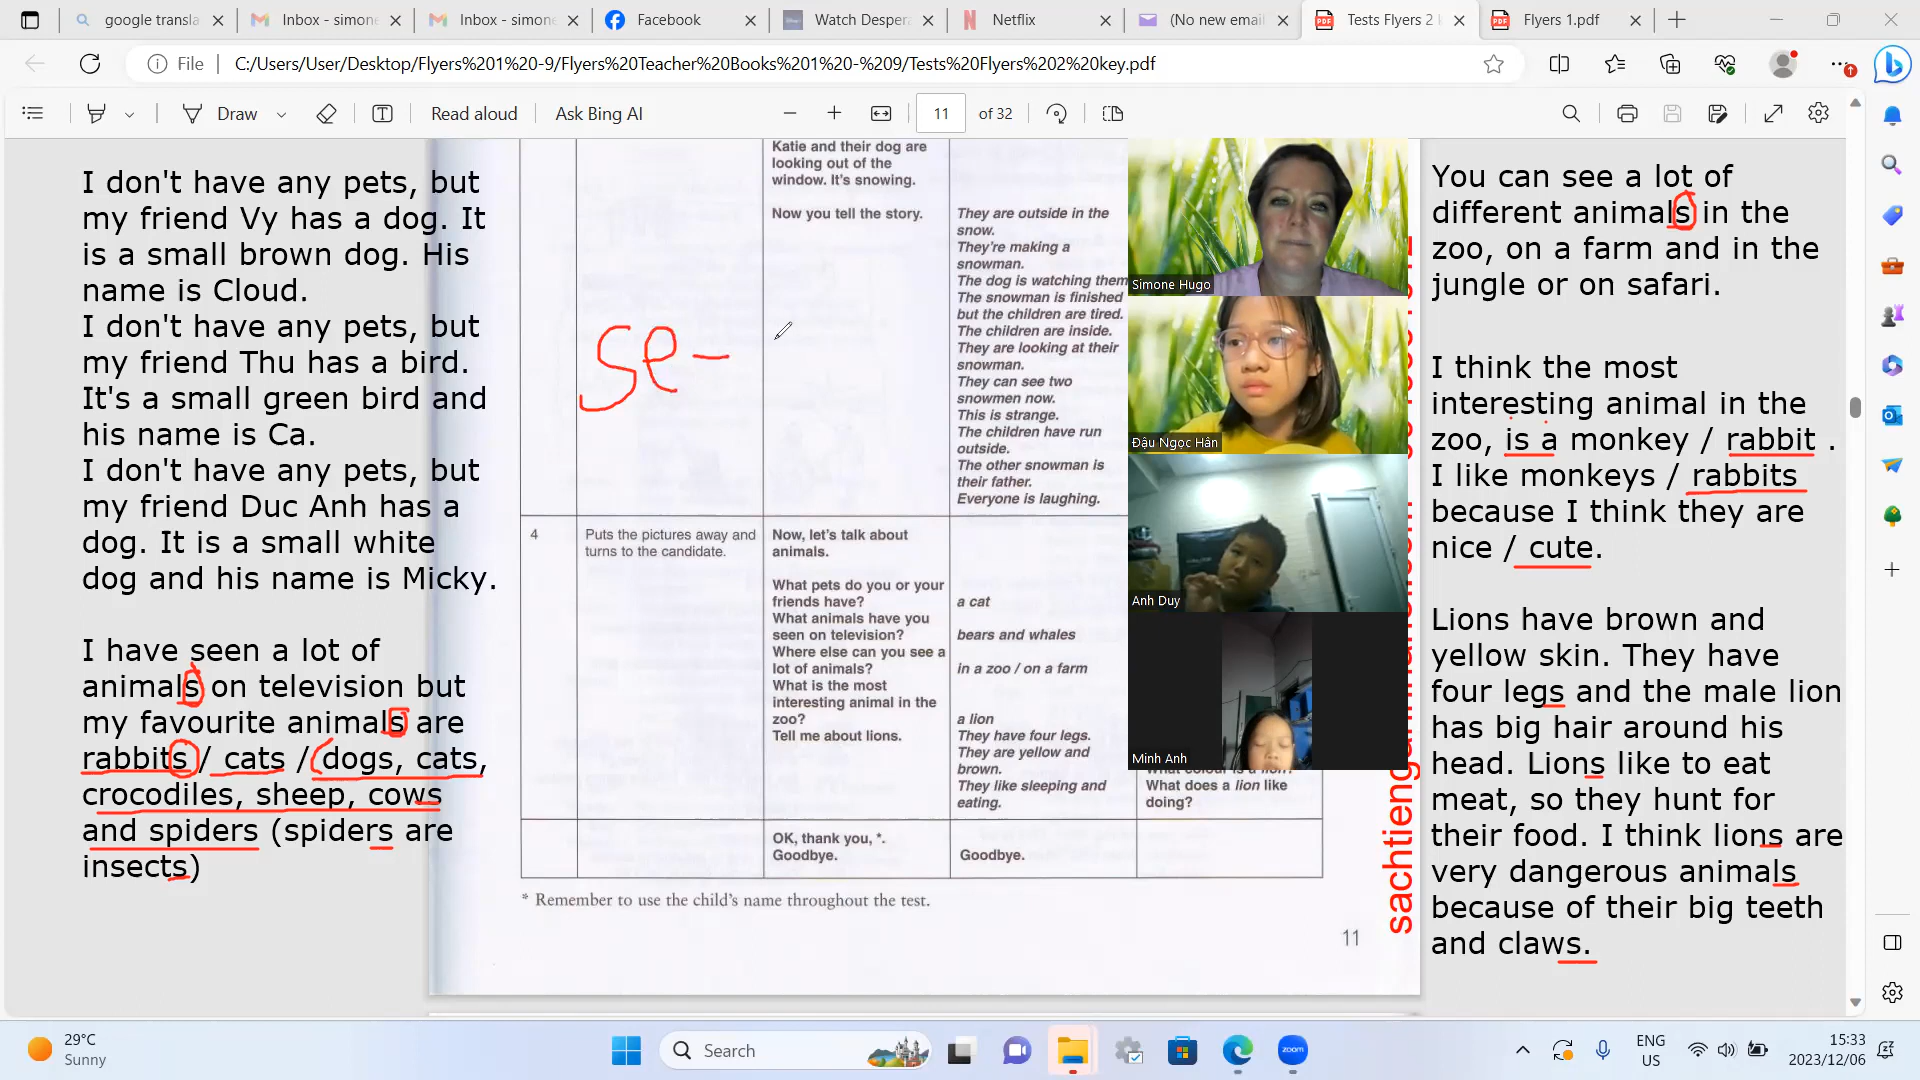 google transla
Inbox - simone
Inbox - simone
Facebook
Watch Despera
Netflix
(No new email
Tests Flyers 2 k
Flyers 1.pdf
File
C:/Users/User/Desktop/Flyers%201%20-9/Flyers%20Teacher%20Books%201%20-%209/Tests%20Flyers%202%20key.pdf
Draw
Read aloud
Ask Bing AI
11
of 32
I don't have any pets, but
my friend Vy has a dog. It
is a small brown dog. His
name is Cloud.
I don't have any pets, but
my friend Thu has a bird.
It's a small green bird and
his name is Ca.
I don't have any pets, but
my friend Duc Anh has a
dog. It is a small white
dog and his name is Micky.
I have seen a lot of
animals on television but
my favourite animals are
rabbits / cats / (dogs, cats,
crocodiles, sheep, cows
and spiders (spiders are
insects)
se-
Katie and their dog are
looking out of the
window. It's snowing.
Now you tell the story.
They are outside in the
snow.
They're making a
snowman.
The dog is watching them
The snowman is finished
but the children are tired.
The children are inside.
They are looking at their
snowman.
They can see two
snowmen now.
This is strange.
The children have run
outside.
The other snowman is
their father.
Everyone is laughing.
4
Puts the pictures away and
turns to the candidate.
Now, let's talk about
animals.
What pets do you or your
friends have?
What animals have you
seen on television?
Where else can you see a
lot of animals?
What is the most
interesting animal in the
zoo?
Tell me about lions.
a cat
bears and whales
in a zoo / on a farm
a lion
They have four legs.
They are yellow and
brown.
They like sleeping and
eating.
What colour is a lion?
What does a lion like
doing?
OK, thank you, *.
Goodbye.
Goodbye.
* Remember to use the child's name throughout the test.
11
Simone Hugo
Đậu Ngọc Hân
Anh Duy
Minh Anh
You can see a lot of
different animals in the
zoo, on a farm and in the
jungle or on safari.
I think the most
interesting animal in the
zoo, is a monkey / rabbit .
I like monkeys / rabbits
because I think they are
nice / cute.
Lions have brown and
yellow skin. They have
four legs and the male lion
has big hair around his
head. Lions like to eat
meat, so they hunt for
their food. I think lions are
very dangerous animals
because of their big teeth
and claws.
29°C
Sunny
Search
zoom
ENG
US
15:33
2023/12/06